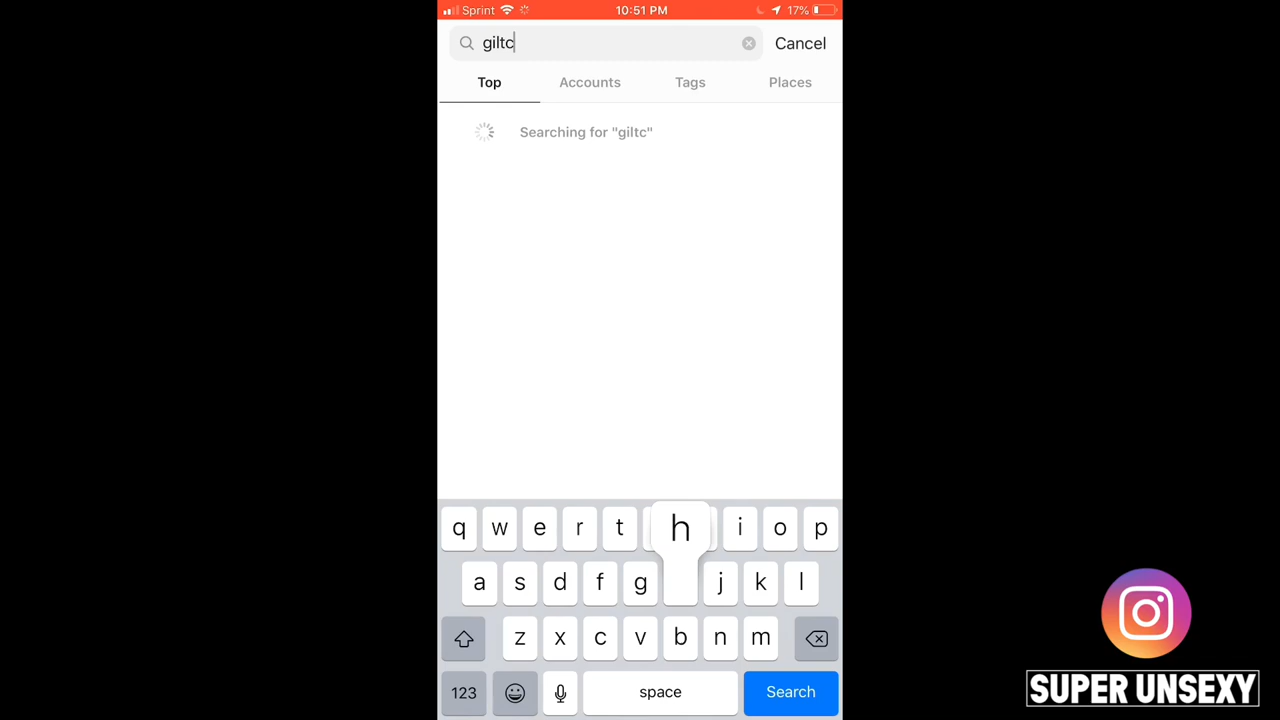 Sprint 10:51 PM 17%
giltc Cancel
Top Accounts Tags Places
Searching for "giltc"
q w e r t h i o p
a s d f g j k l
z x c v b n m
123 space Search
SUPER UNSEXY